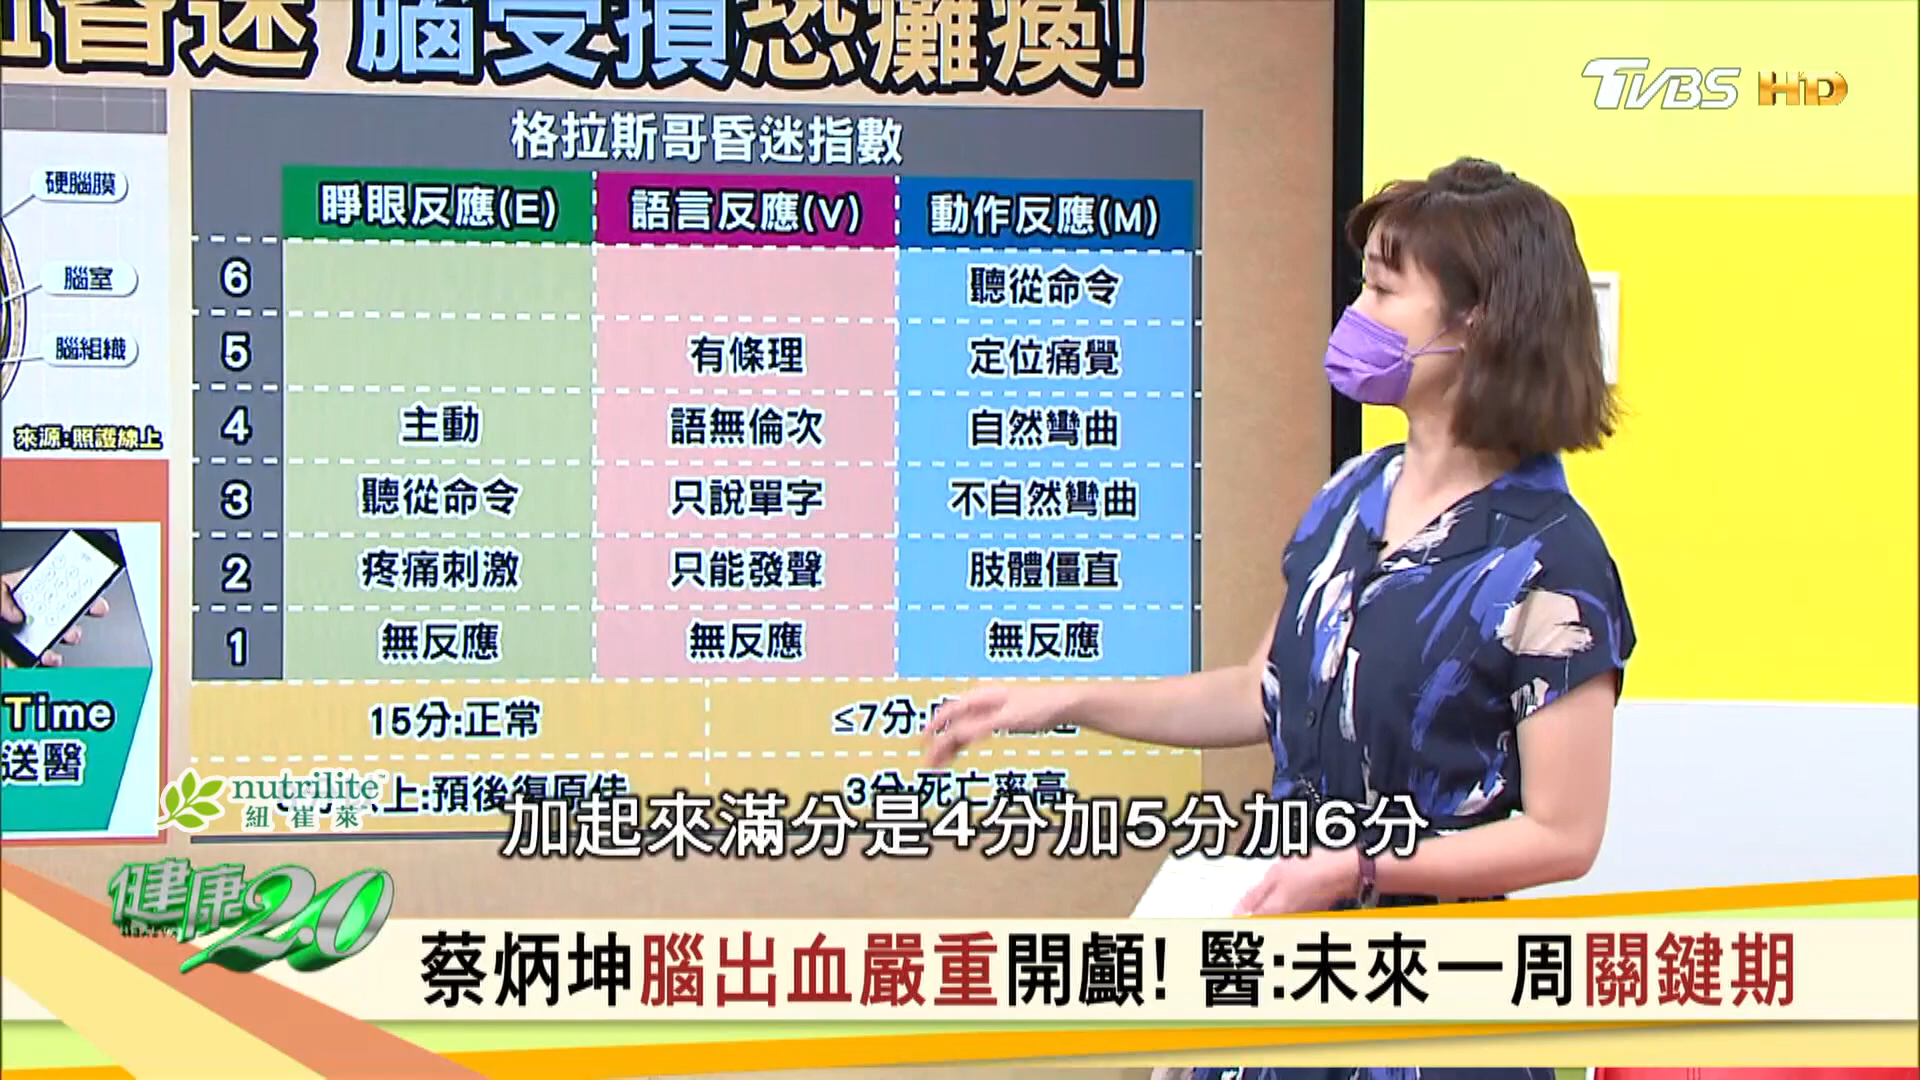 昏迷 腦受損恐癱瘓!
TVBS HD
硬腦膜
腦室
腦組織
來源:照護線上
Time
送醫
格拉斯哥昏迷指數
睜眼反應(E) 語言反應(V) 動作反應(M)
6 聽從命令
5 有條理 定位痛覺
4 主動 語無倫次 自然彎曲
3 聽從命令 只說單字 不自然彎曲
2 疼痛刺激 只能發聲 肢體僵直
1 無反應 無反應 無反應
15分:正常 ≤7分:
上:預後復原佳 3分:死亡率高
nutrilite
紐崔萊
加起來滿分是4分加5分加6分
健康2.0
蔡炳坤腦出血嚴重開顱! 醫:未來一周關鍵期